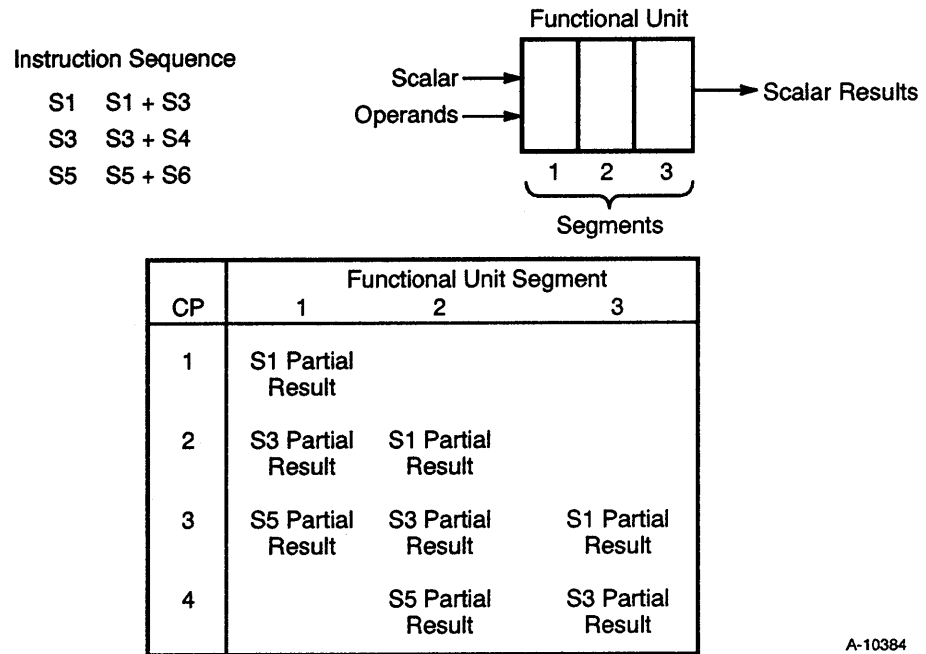 Functional Unit
Instruction Sequence
S1 S1 + S3
S3 S3 + S4
S5 S5 + S6
Scalar
Operands
Scalar Results
1 2 3
Segments
Functional Unit Segment
CP 1 2 3
1 S1 Partial
Result
2 S3 Partial S1 Partial
Result Result
3 S5 Partial S3 Partial S1 Partial
Result Result Result
4 S5 Partial S3 Partial
Result Result
A-10384